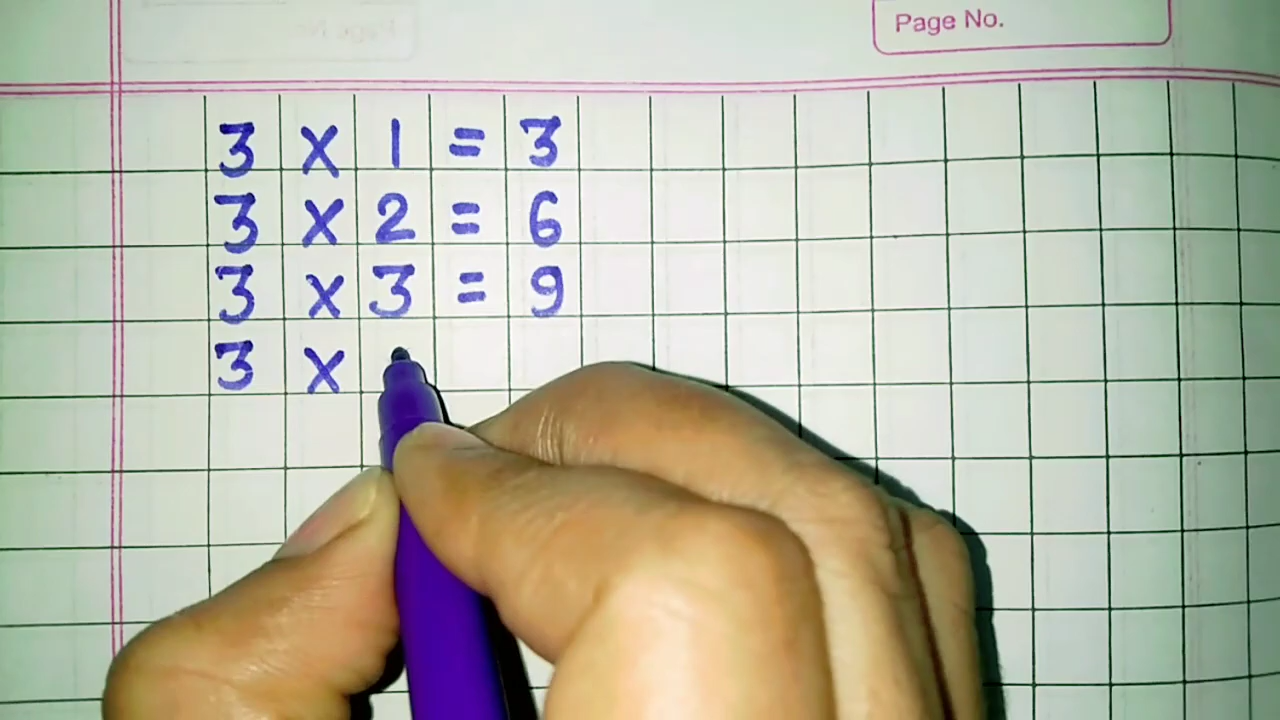 Page No.
3 X 1 = 3
3 X 2 = 6
3 X 3 = 9
3 X